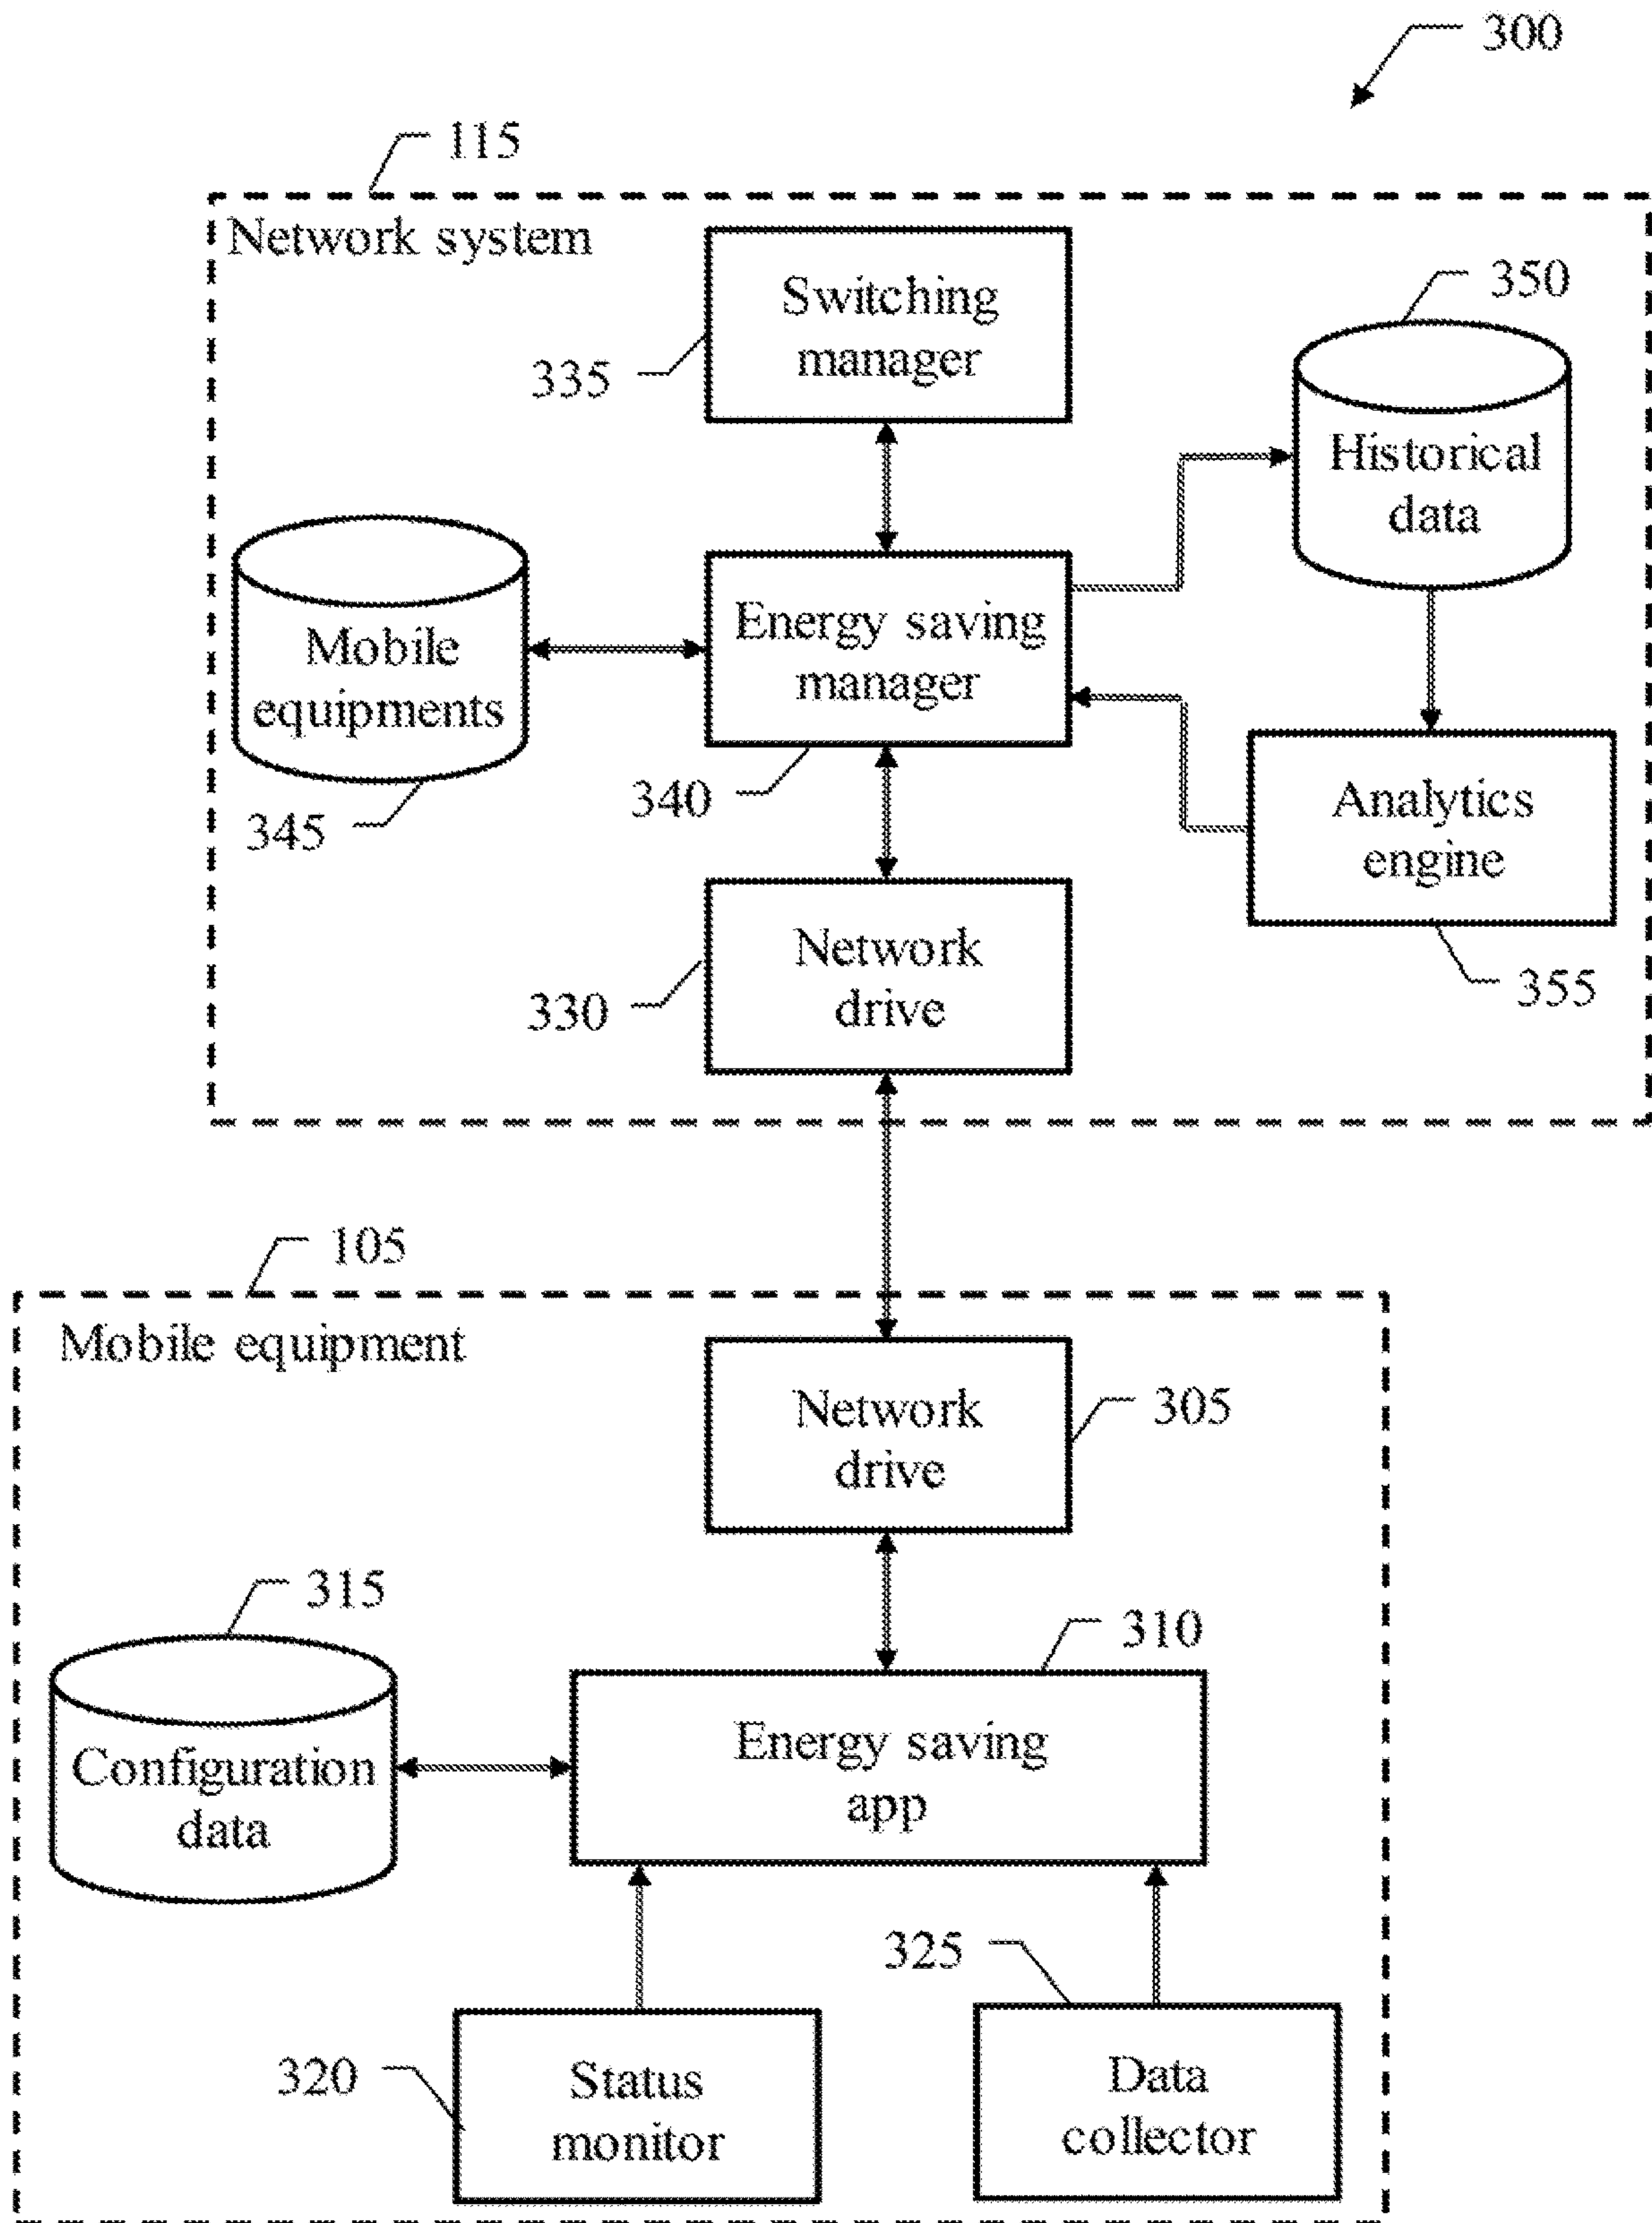 300
115
Network system
Switching
manager
335
350
Historical
data
Mobile
equipments
345
Energy saving
manager
340
Analytics
engine
355
Network
drive
330
105
Mobile equipment
Network
drive
305
315
Configuration
data
310
Energy saving
app
325
320
Status
monitor
Data
collector